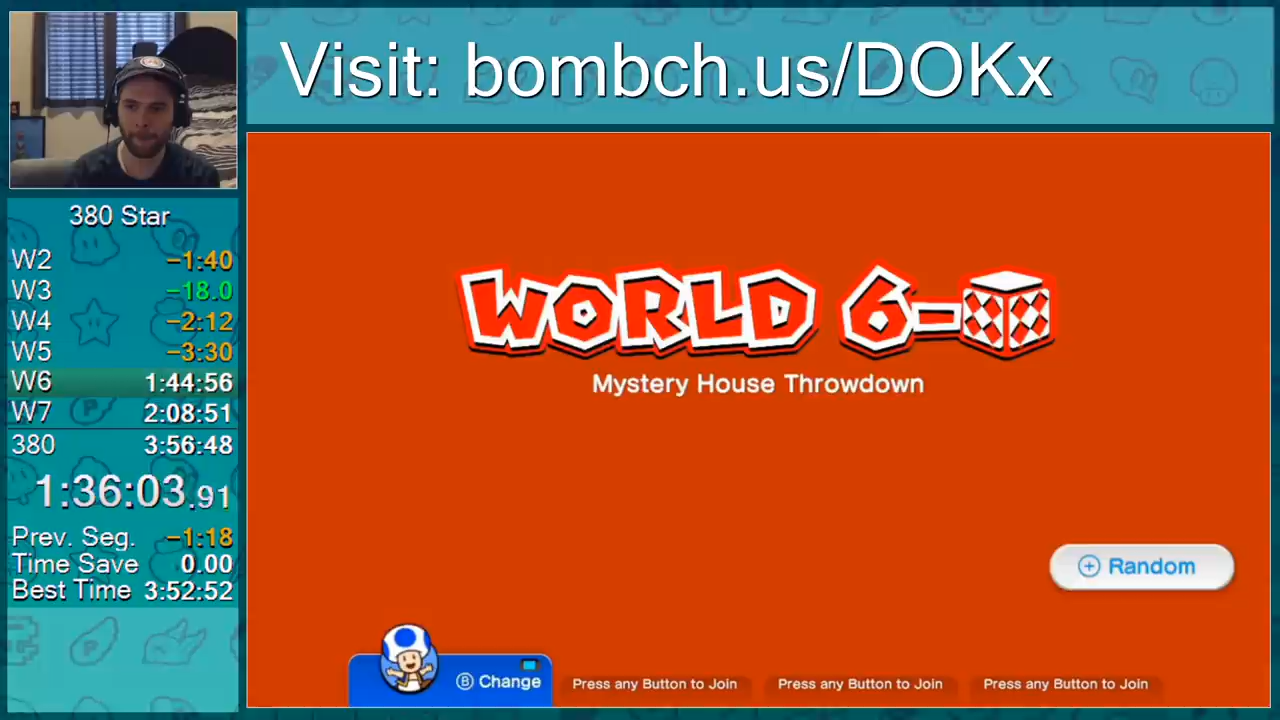 Visit: bombch.us/DOKx
380 Star
W2 -1:40
W3 -18.0
W4 -2:12
W5 -3:30
W6 1:44:56
W7 2:08:51
380 3:56:48
1:36:03.91
Prev. Seg. -1:18
Time Save 0.00
Best Time 3:52:52
WORLD 6-
Mystery House Throwdown
+ Random
B Change
Press any Button to Join
Press any Button to Join
Press any Button to Join